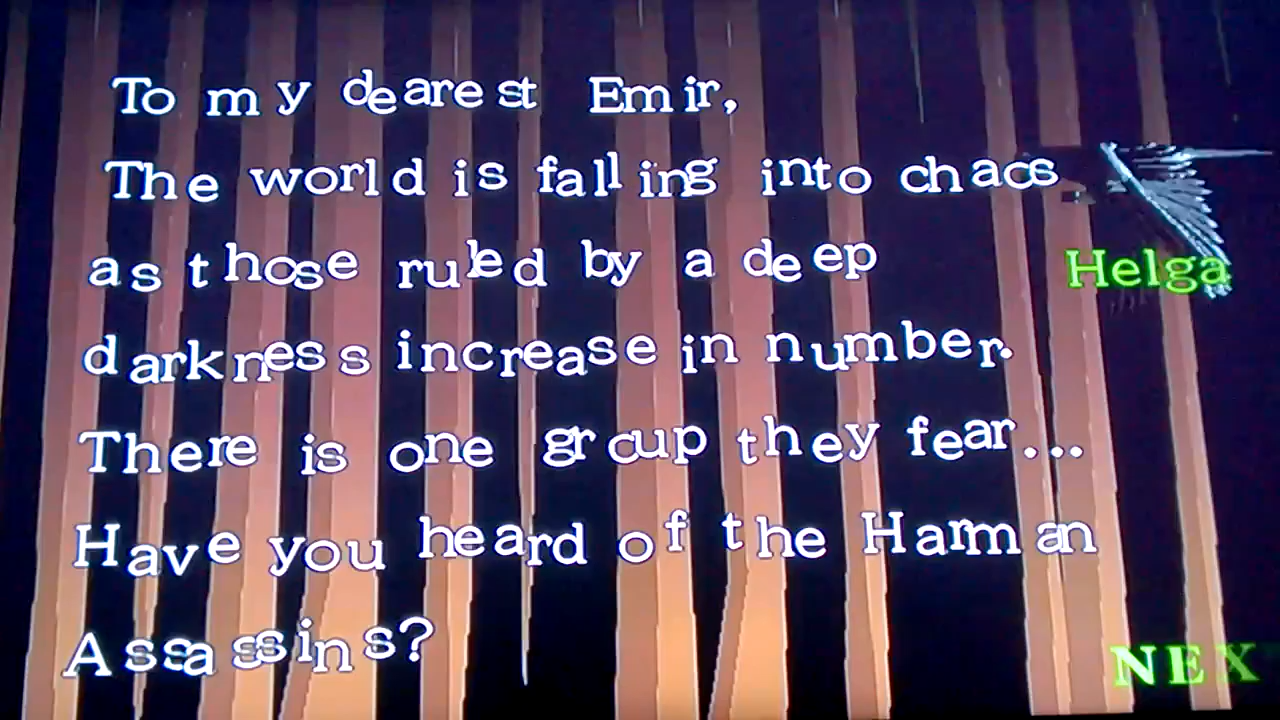 To my dearest Emir,
The world is falling into chaos
Helga
as those ruled by a deep
darkness increase in number.
There is one group they fear...
Have you heard of the Harman
Assassins?
NEX